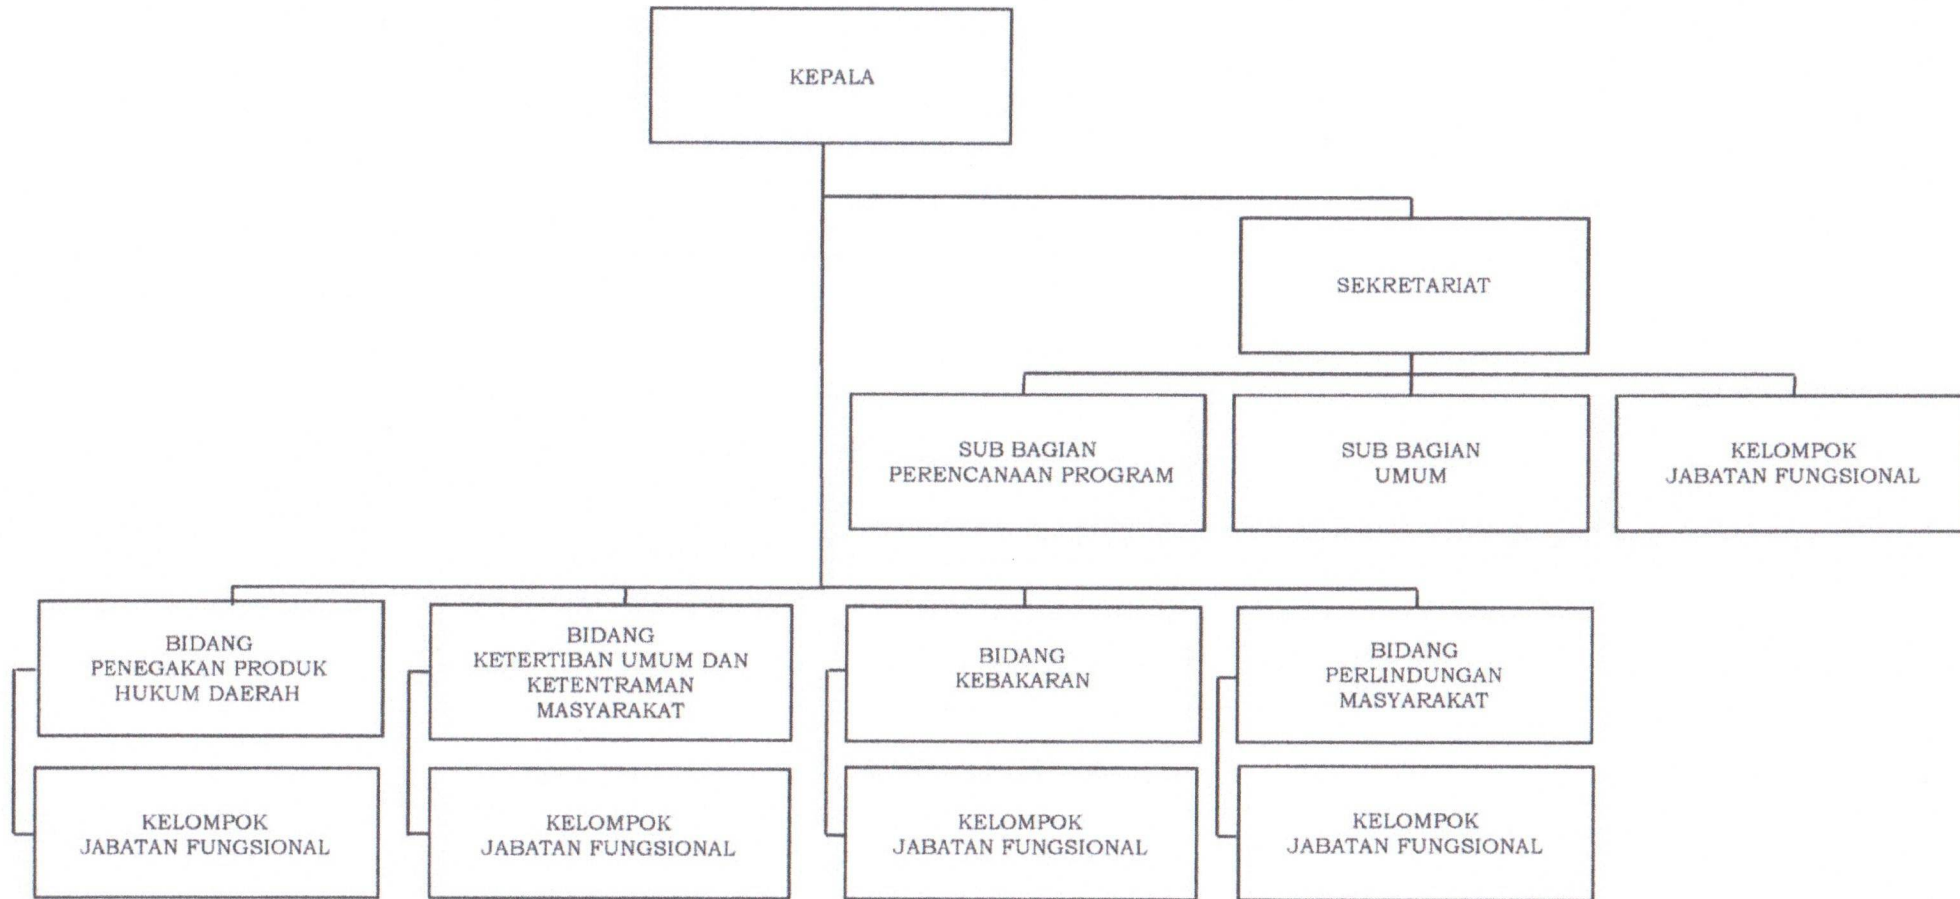 KEPALA
SEKRETARIAT
SUB BAGIAN
PERENCANAAN PROGRAM
SUB BAGIAN
UMUM
KELOMPOK
JABATAN FUNGSIONAL
BIDANG
PENEGAKAN PRODUK
HUKUM DAERAH
BIDANG
KETERTIBAN UMUM DAN
KETENTRAMAN
MASYARAKAT
BIDANG
KEBAKARAN
BIDANG
PERLINDUNGAN
MASYARAKAT
KELOMPOK
JABATAN FUNGSIONAL
KELOMPOK
JABATAN FUNGSIONAL
KELOMPOK
JABATAN FUNGSIONAL
KELOMPOK
JABATAN FUNGSIONAL